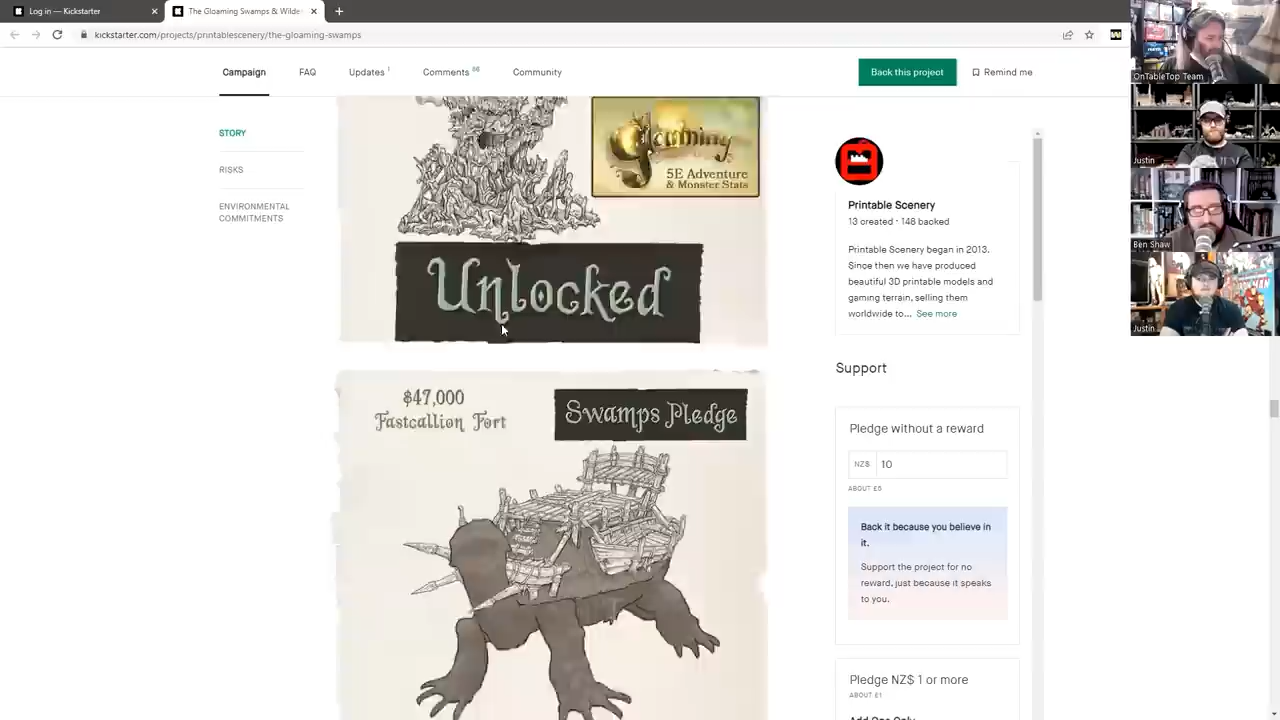 Log in — Kickstarter
The Gloaming Swamps & Wilde
kickstarter.com/projects/printablescenery/the-gloaming-swamps
Campaign
FAQ
Updates 1
Comments
Community
Back this project
Remind me
STORY
RISKS
ENVIRONMENTAL
COMMITMENTS
Gloaming
5E Adventure
& Monster Stats
Unlocked
$47,000
Fastcallion Fort
Swamps Pledge
Printable Scenery
13 created · 148 backed
Printable Scenery began in 2013.
Since then we have produced
beautiful 3D printable models and
gaming terrain, selling them
worldwide to... See more
Support
Pledge without a reward
NZ$ 10
ABOUT £5
Back it because you believe in
it.
Support the project for no
reward, just because it speaks
to you.
Pledge NZ$ 1 or more
ABOUT £1
Add Ons Only
OnTableTop Team
Justin
Ben Shaw
Justin